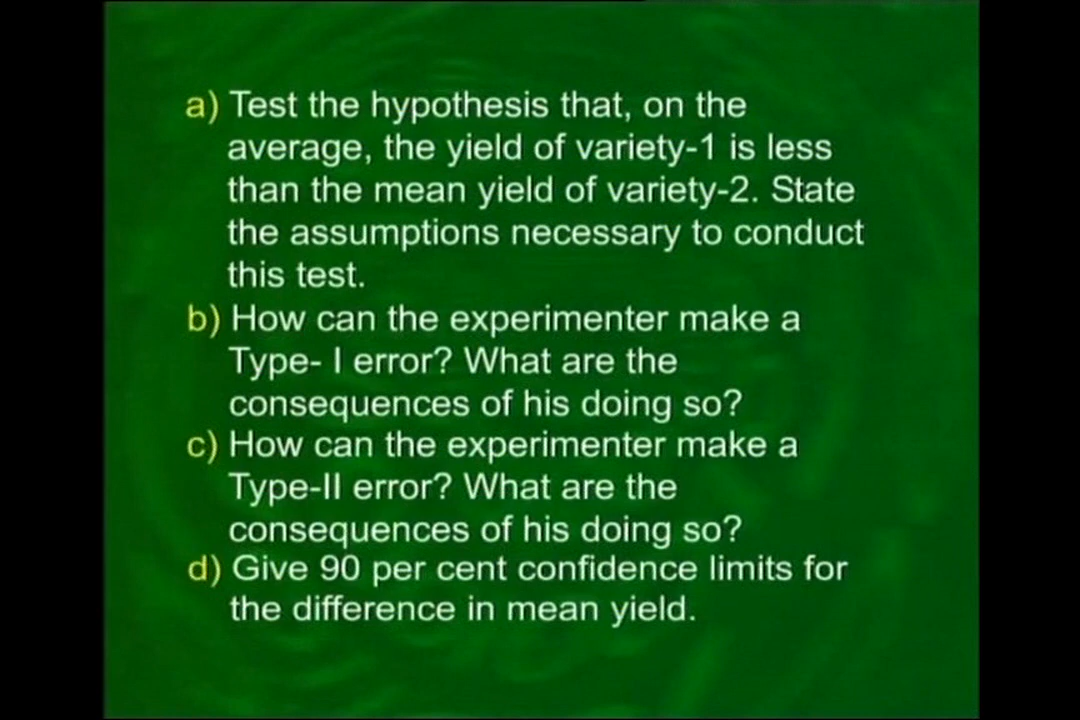 a) Test the hypothesis that, on the
average, the yield of variety-1 is less
than the mean yield of variety-2. State
the assumptions necessary to conduct
this test.
b) How can the experimenter make a
Type- I error? What are the
consequences of his doing so?
c) How can the experimenter make a
Type-II error? What are the
consequences of his doing so?
d) Give 90 per cent confidence limits for
the difference in mean yield.